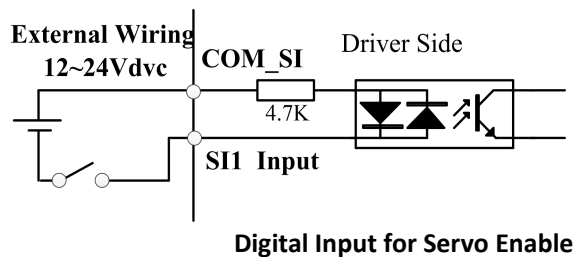 External Wiring
12~24Vdvc
COM_SI
Driver Side
4.7K
SI1 Input
Digital Input for Servo Enable